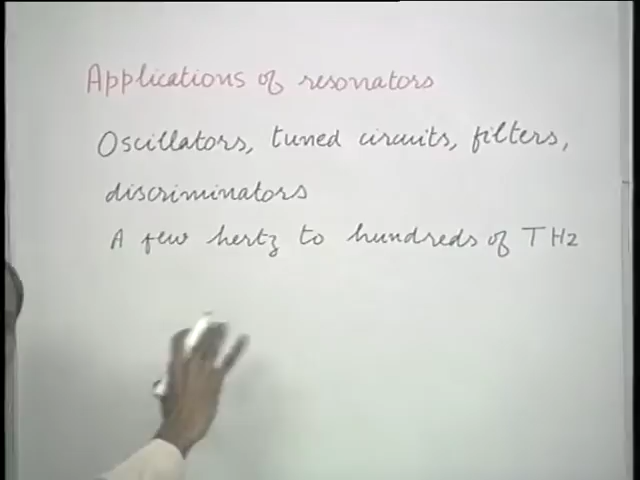 Applications of resonators
Oscillators, tuned circuits, filters,
discriminators
A few hertz to hundreds of THz